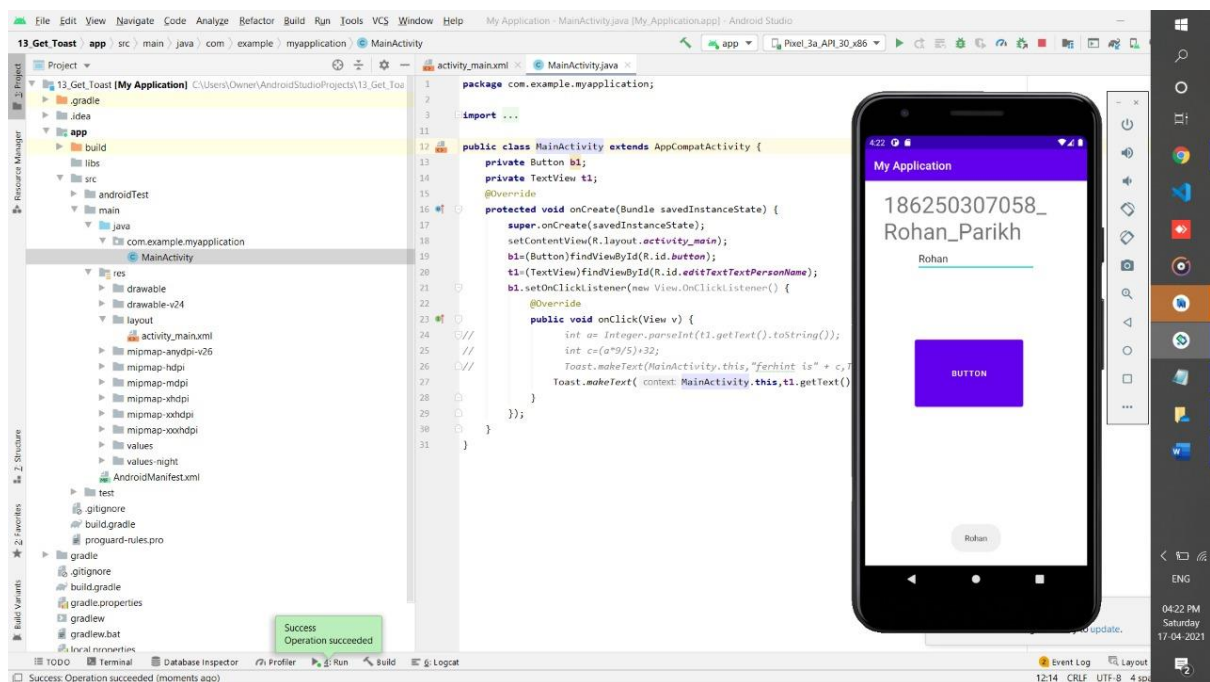 File Edit View Navigate Code Analyze Refactor Build Run Tools VCS Window Help My Application - MainActivity.java [My_Application.app] - Android Studio
13_Get_Toast app src main java com example myapplication MainActivity
app Pixel_3a_API_30_x86
Project
activity_main.xml MainActivity.java
1: Project
Resource Manager
Z: Structure
2: Favorites
Build Variants
13_Get_Toast [My Application] C:\Users\Owner\AndroidStudioProjects\13_Get_Toa
.gradle
.idea
app
build
libs
src
androidTest
main
java
com.example.myapplication
MainActivity
res
drawable
drawable-v24
layout
activity_main.xml
mipmap-anydpi-v26
mipmap-hdpi
mipmap-mdpi
mipmap-xhdpi
mipmap-xxhdpi
mipmap-xxxhdpi
values
values-night
AndroidManifest.xml
test
.gitignore
build.gradle
proguard-rules.pro
gradle
.gitignore
build.gradle
gradle.properties
gradlew
gradlew.bat
local.properties
1 package com.example.myapplication;
2
3 import ...
11
12 public class MainActivity extends AppCompatActivity {
13 private Button b1;
14 private TextView t1;
15 @Override
16 protected void onCreate(Bundle savedInstanceState) {
17 super.onCreate(savedInstanceState);
18 setContentView(R.layout.activity_main);
19 b1=(Button)findViewById(R.id.button);
20 t1=(TextView)findViewById(R.id.editTextTextPersonName);
21 b1.setOnClickListener(new View.OnClickListener() {
22 @Override
23 public void onClick(View v) {
24 // int a= Integer.parseInt(t1.getText().toString());
25 // int c=(a*9/5)+32;
26 // Toast.makeText(MainActivity.this,"ferhint is" + c,T
27 Toast.makeText( context: MainActivity.this,t1.getText()
28 }
29 });
30 }
31 }
4:22
My Application
186250307058_
Rohan_Parikh
Rohan
BUTTON
Rohan
Success
Operation succeeded
to update.
TODO Terminal Database Inspector Profiler 4: Run Build 6: Logcat
2 Event Log Layout
Success: Operation succeeded (moments ago)
12:14 CRLF UTF-8 4 spa
ENG
04:22 PM
Saturday
17-04-2021
2